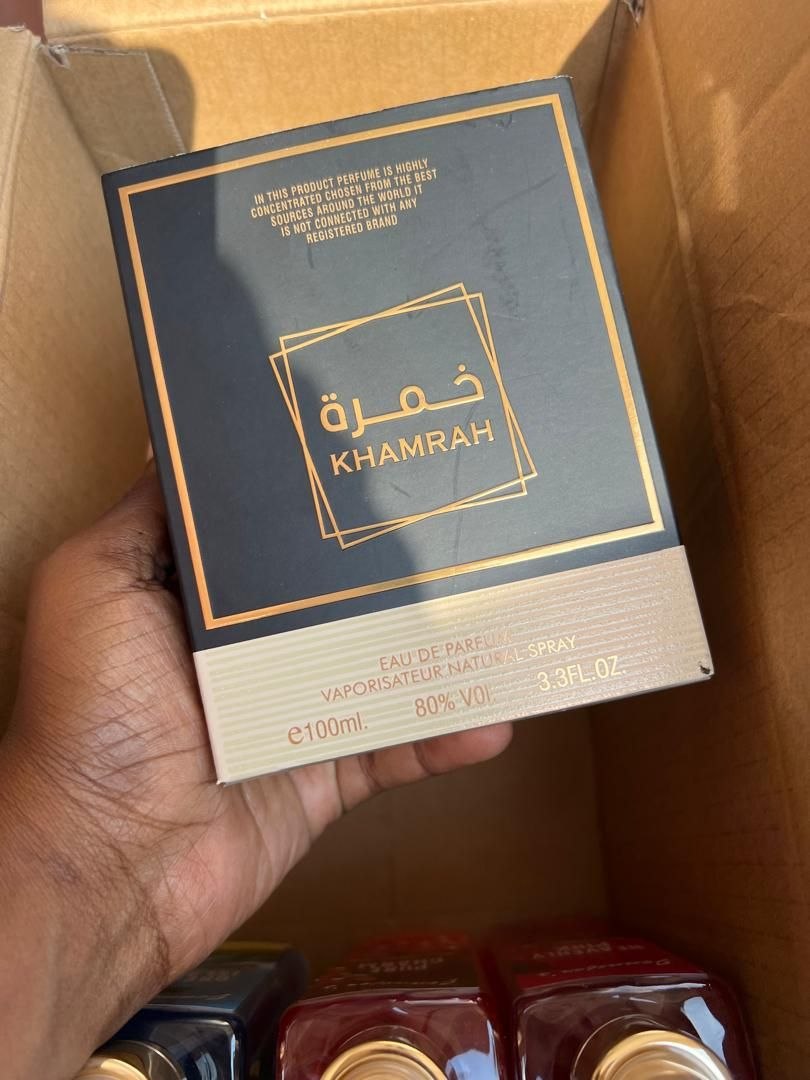 IN THIS PRODUCT PERFUME IS HIGHLY
CONCENTRATED CHOSEN FROM THE BEST
SOURCES AROUND THE WORLD IT
IS NOT CONNECTED WITH ANY
REGISTERED BRAND
خمرة
KHAMRAH
EAU DE PARFUM
VAPORISATEUR NATURAL SPRAY
e100ml. 80% VOL 3.3FL.OZ.